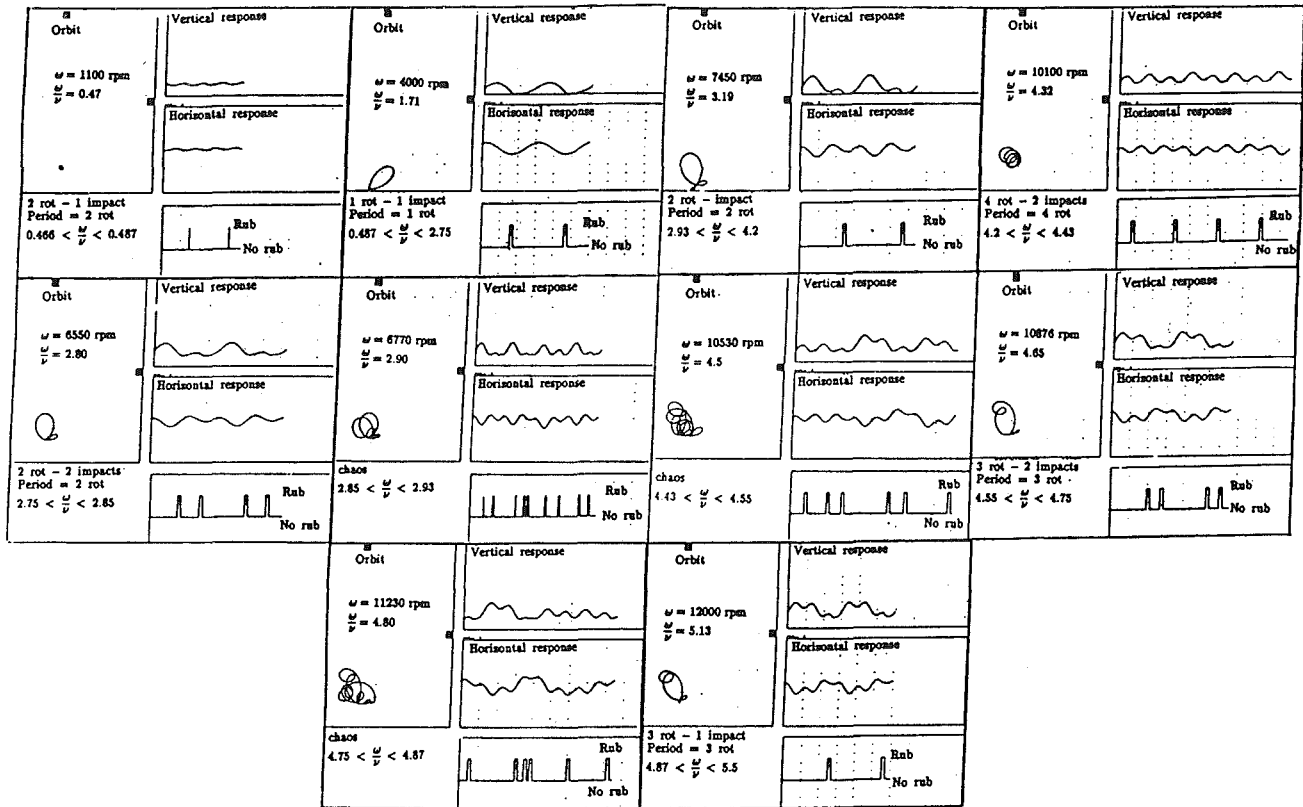 Orbit
ω = 1100 rpm
ω/ν = 0.47
Vertical response
Horisontal response
2 rot – 1 impact
Period = 2 rot
0.466 < ω/ν < 0.487
Rub
No rub
Orbit
ω = 4000 rpm
ω/ν = 1.71
Vertical response
Horisontal response
1 rot – 1 impact
Period = 1 rot
0.487 < ω/ν < 2.75
Rub
No rub
Orbit
ω = 7450 rpm
ω/ν = 3.19
Vertical response
Horisontal response
2 rot – impact
Period = 2 rot
2.93 < ω/ν < 4.2
Rub
No rub
Orbit
ω = 10100 rpm
ω/ν = 4.32
Vertical response
Horisontal response
4 rot – 2 impacts
Period = 4 rot
4.2 < ω/ν < 4.43
Rub
No rub
Orbit
ω = 6550 rpm
ω/ν = 2.80
Vertical response
Horisontal response
2 rot – 2 impacts
Period = 2 rot
2.75 < ω/ν < 2.85
Rub
No rub
Orbit
ω = 6770 rpm
ω/ν = 2.90
Vertical response
Horisontal response
chaos
2.85 < ω/ν < 2.93
Rub
No rub
Orbit
ω = 10530 rpm
ω/ν = 4.5
Vertical response
Horisontal response
chaos
4.43 < ω/ν < 4.55
Rub
No rub
Orbit
ω = 10876 rpm
ω/ν = 4.65
Vertical response
Horisontal response
3 rot – 2 impacts
Period = 3 rot
4.55 < ω/ν < 4.75
Rub
No rub
Orbit
ω = 11230 rpm
ω/ν = 4.80
Vertical response
Horisontal response
chaos
4.75 < ω/ν < 4.87
Rub
No rub
Orbit
ω = 12000 rpm
ω/ν = 5.13
Vertical response
Horisontal response
3 rot – 1 impact
Period = 3 rot
4.87 < ω/ν < 5.5
Rub
No rub